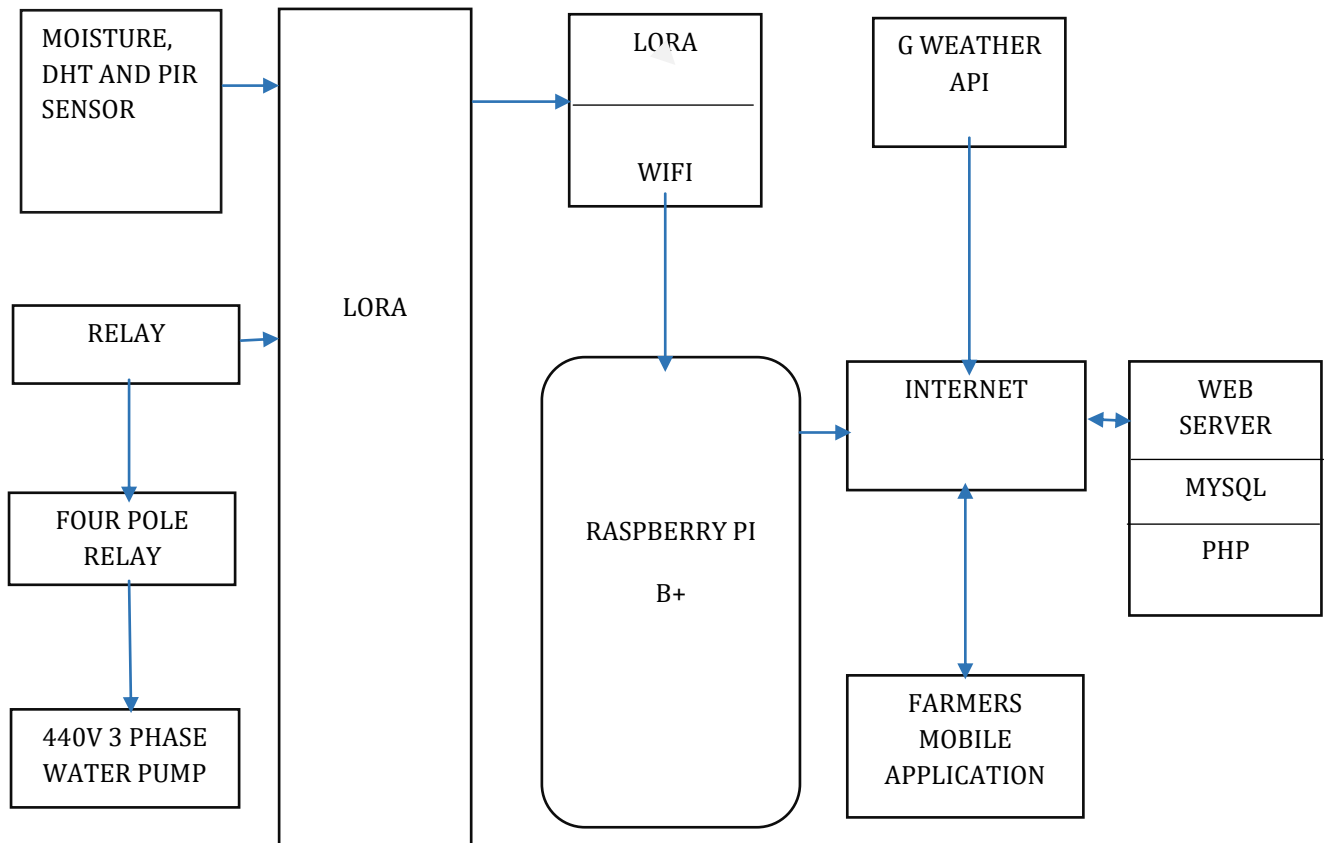 MOISTURE,
DHT AND PIR
SENSOR
LORA
WIFI
G WEATHER
API
RELAY
LORA
FOUR POLE
RELAY
440V 3 PHASE
WATER PUMP
RASPBERRY PI
B+
INTERNET
WEB
SERVER
MYSQL
PHP
FARMERS
MOBILE
APPLICATION